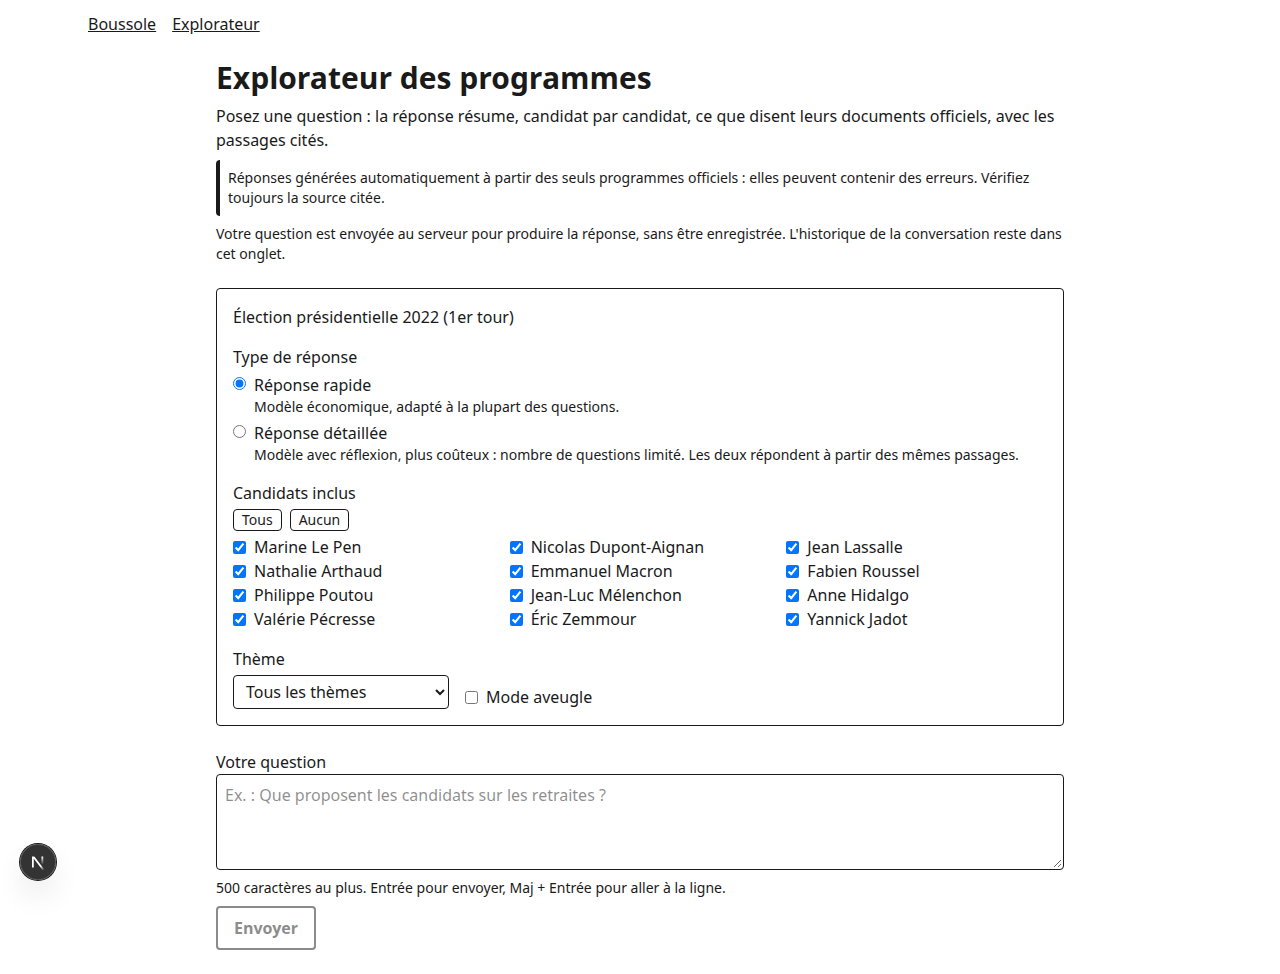 Boussole Explorateur
Explorateur des programmes
Posez une question : la réponse résume, candidat par candidat, ce que disent leurs documents officiels, avec les
passages cités.
Réponses générées automatiquement à partir des seuls programmes officiels : elles peuvent contenir des erreurs. Vérifiez
toujours la source citée.
Votre question est envoyée au serveur pour produire la réponse, sans être enregistrée. L'historique de la conversation reste dans
cet onglet.
Élection présidentielle 2022 (1er tour)
Type de réponse
Réponse rapide
Modèle économique, adapté à la plupart des questions.
Réponse détaillée
Modèle avec réflexion, plus coûteux : nombre de questions limité. Les deux répondent à partir des mêmes passages.
Candidats inclus
Tous Aucun
Marine Le Pen Nicolas Dupont-Aignan Jean Lassalle
Nathalie Arthaud Emmanuel Macron Fabien Roussel
Philippe Poutou Jean-Luc Mélenchon Anne Hidalgo
Valérie Pécresse Éric Zemmour Yannick Jadot
Thème
Tous les thèmes Mode aveugle
Votre question
Ex. : Que proposent les candidats sur les retraites ?
N
500 caractères au plus. Entrée pour envoyer, Maj + Entrée pour aller à la ligne.
Envoyer